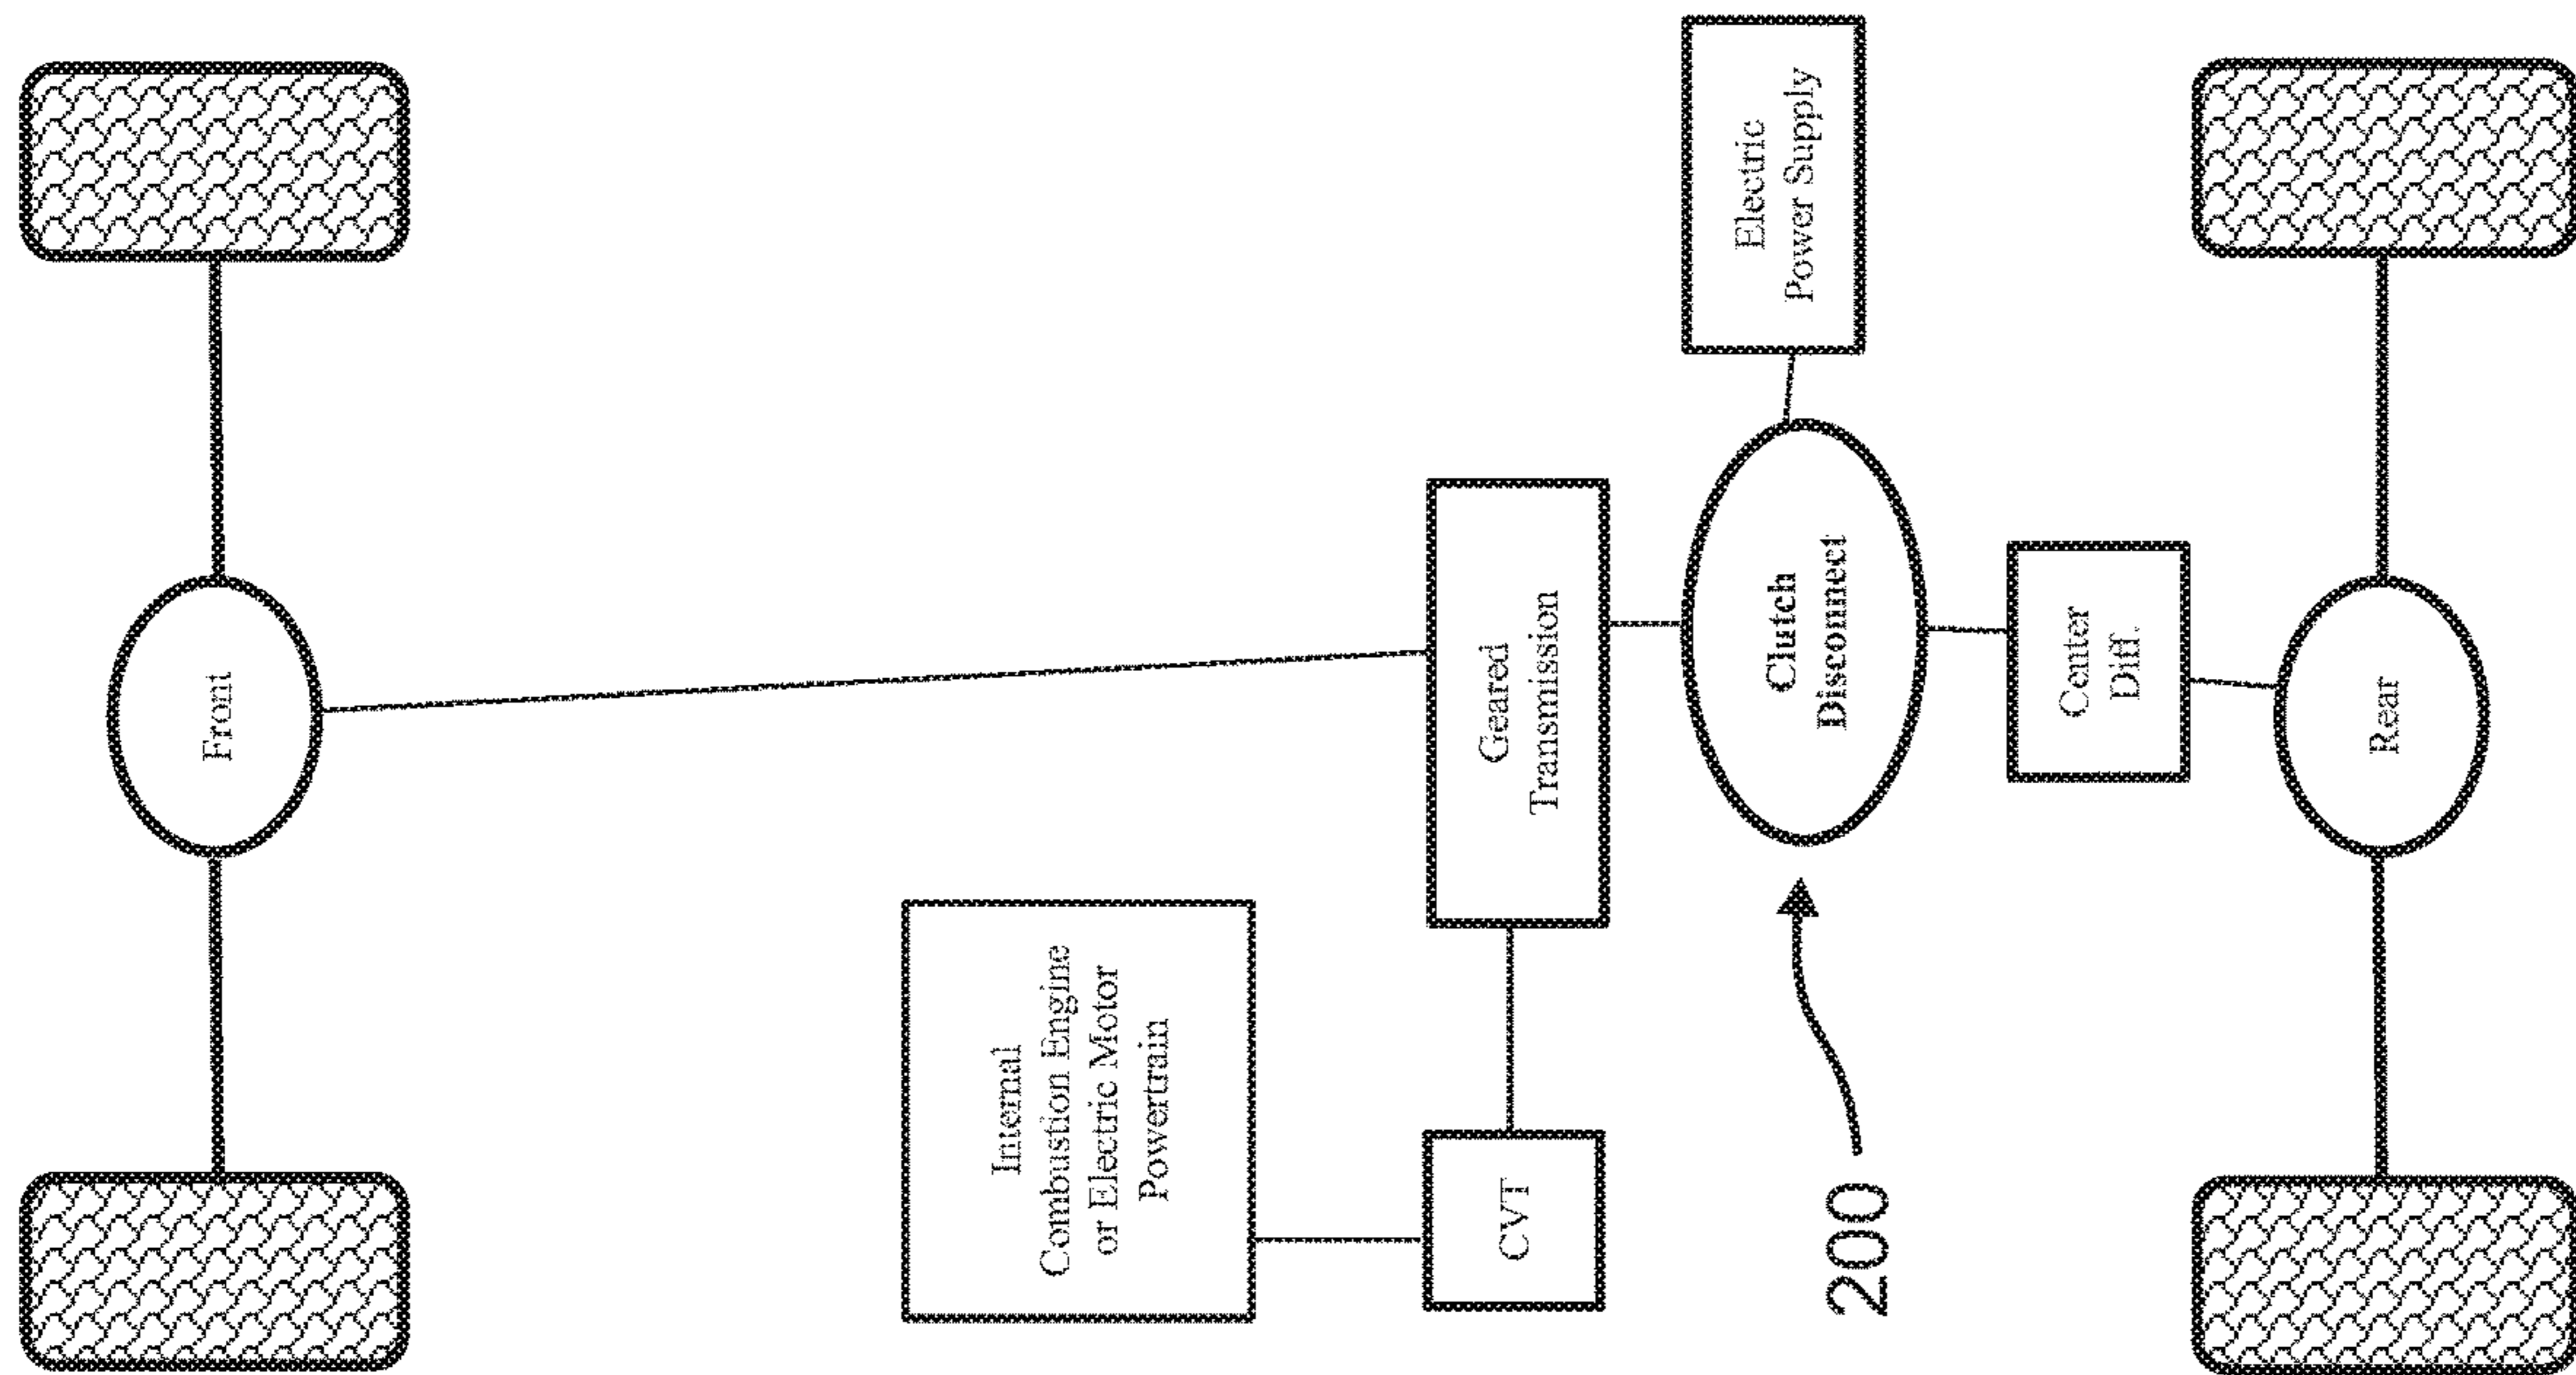 Front
Internal
Combustion Engine
or Electric Motor
Powertrain
CVT
Geared
Transmission
Electric
Power Supply
Clutch
Disconnect
200
Center
Diff.
Rear